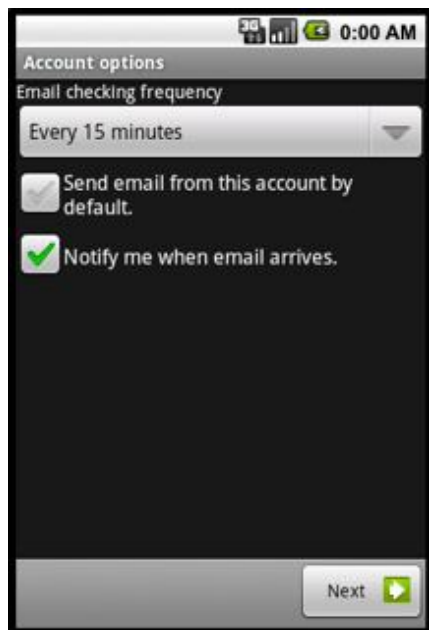 3G 0:00 AM
Account options
Email checking frequency
Every 15 minutes
Send email from this account by
default.
Notify me when email arrives.
Next